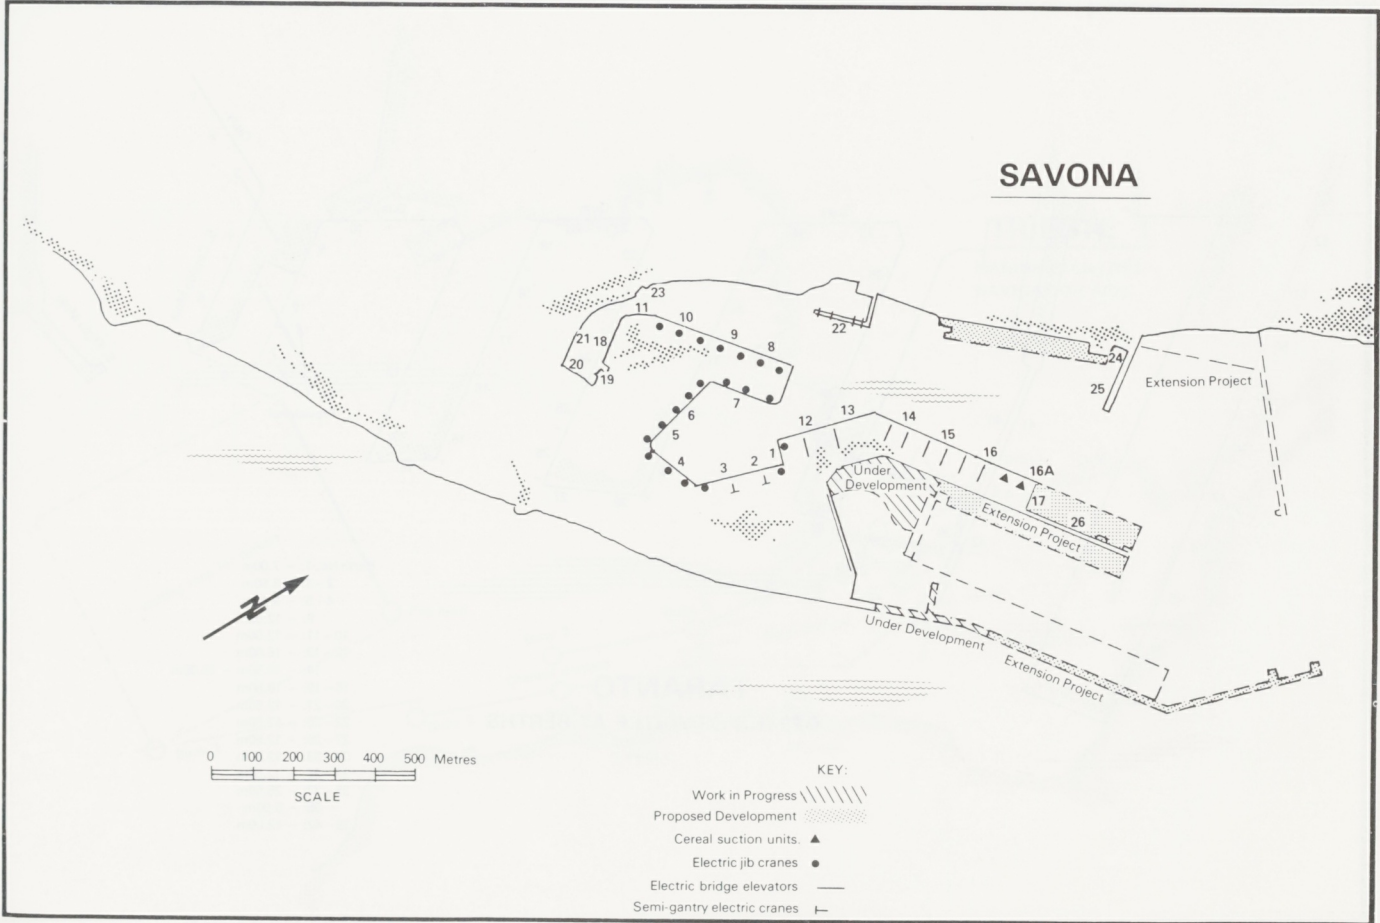 SAVONA
23
11
10
9
8
22
21
18
20
19
24
25
Extension Project
7
6
5
4
3
2
1
12
13
14
15
16
16A
17
26
Under
Development
Extension Project
N
Under Development
Extension Project
0 100 200 300 400 500 Metres
SCALE
KEY:
Work in Progress
Proposed Development
Cereal suction units.
Electric jib cranes
Electric bridge elevators
Semi-gantry electric cranes